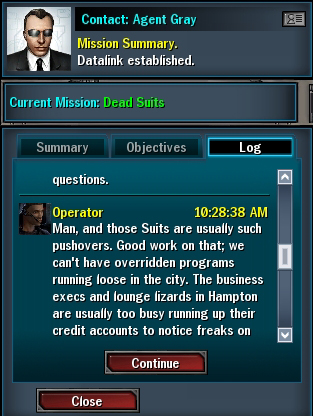 Contact: Agent Gray
Mission Summary.
Datalink established.
Current Mission: Dead Suits
Summary
Objectives
Log
questions.
Operator 10:28:38 AM
Man, and those Suits are usually such
pushovers. Good work on that; we
can't have overridden programs
running loose in the city. The business
execs and lounge lizards in Hampton
are usually too busy running up their
credit accounts to notice freaks on
Continue
Close